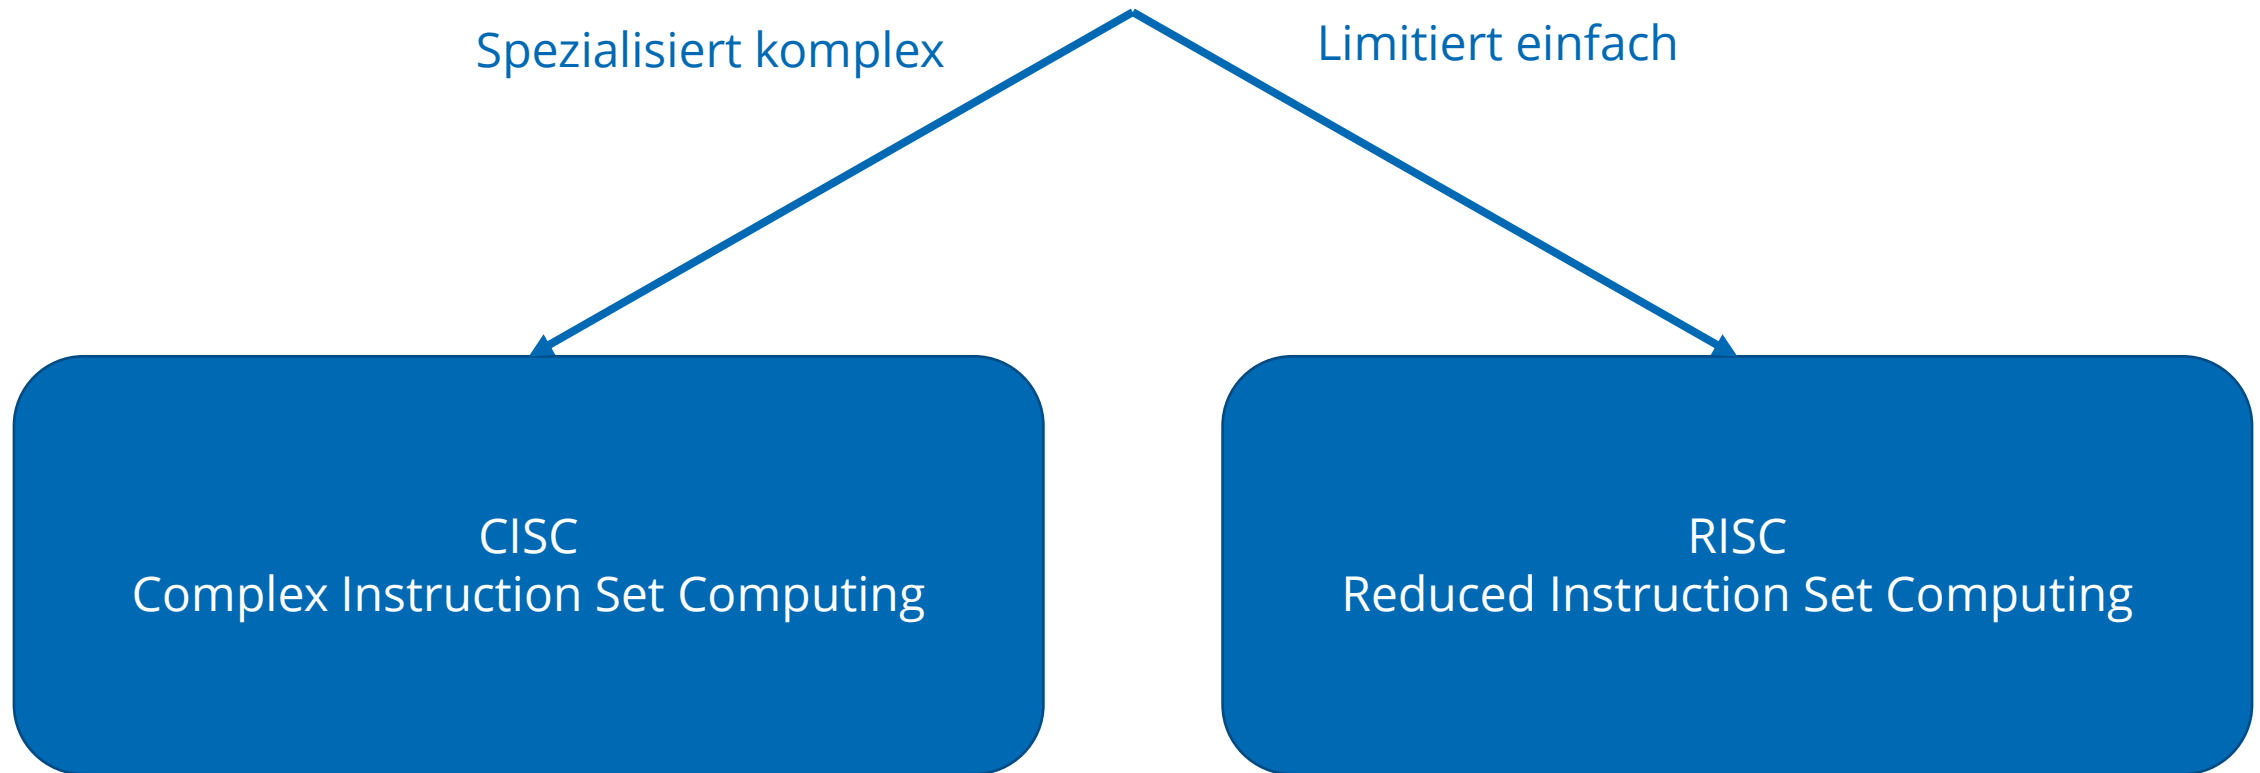 Spezialisiert komplex
Limitiert einfach
CISC
Complex Instruction Set Computing
RISC
Reduced Instruction Set Computing